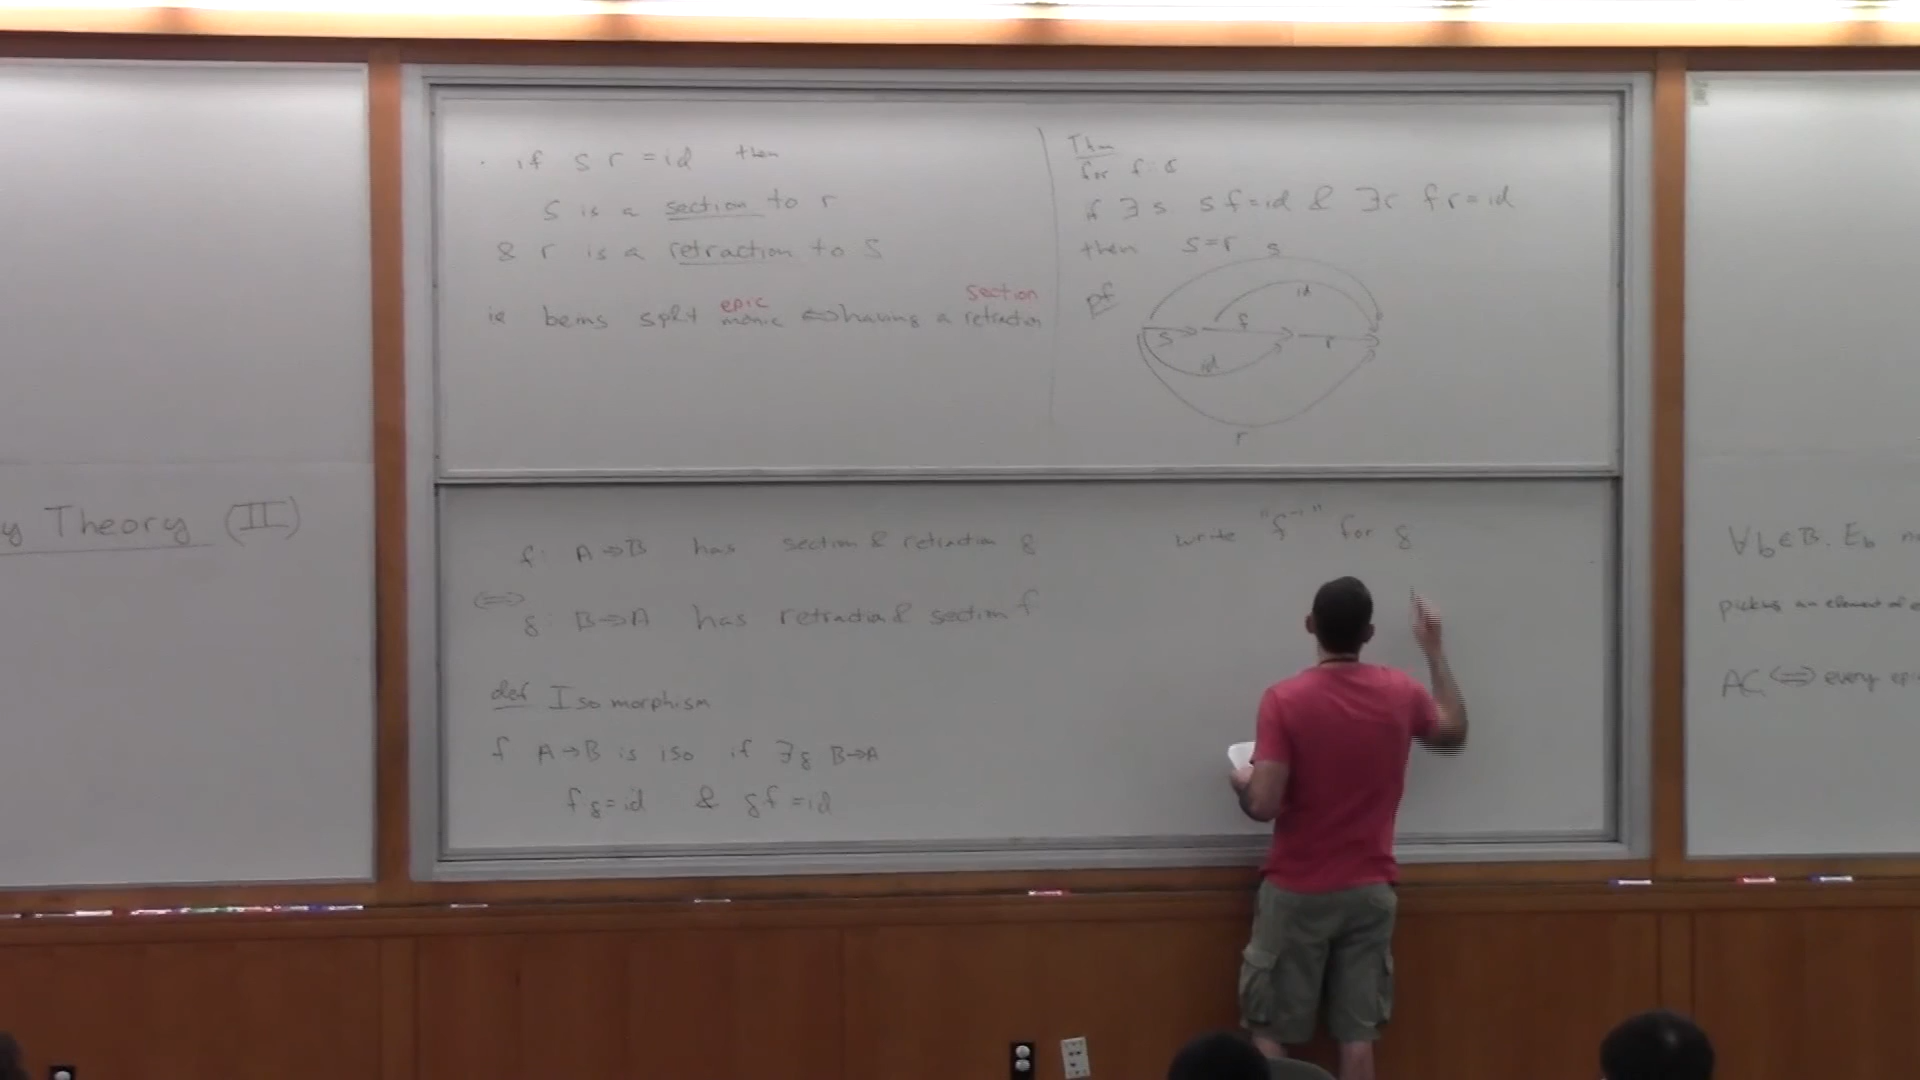 y Theory (II)
· if s r = id then
s is a section to r
& r is a retraction to s
epic section
ie being split monic ⇔ having a retraction
Thm
for f
if ∃ s s f = id & ∃ r f r = id
then s = r
pf
s
id
s f r
id
r
f: A → B has section & retraction g
⇔
g: B → A has retraction & section f
def Isomorphism
f A → B is iso if ∃ g B → A
f g = id & g f = id
write "f⁻¹" for g
∀ b ∈ B. E_b
picks an element of
AC ⇔ every